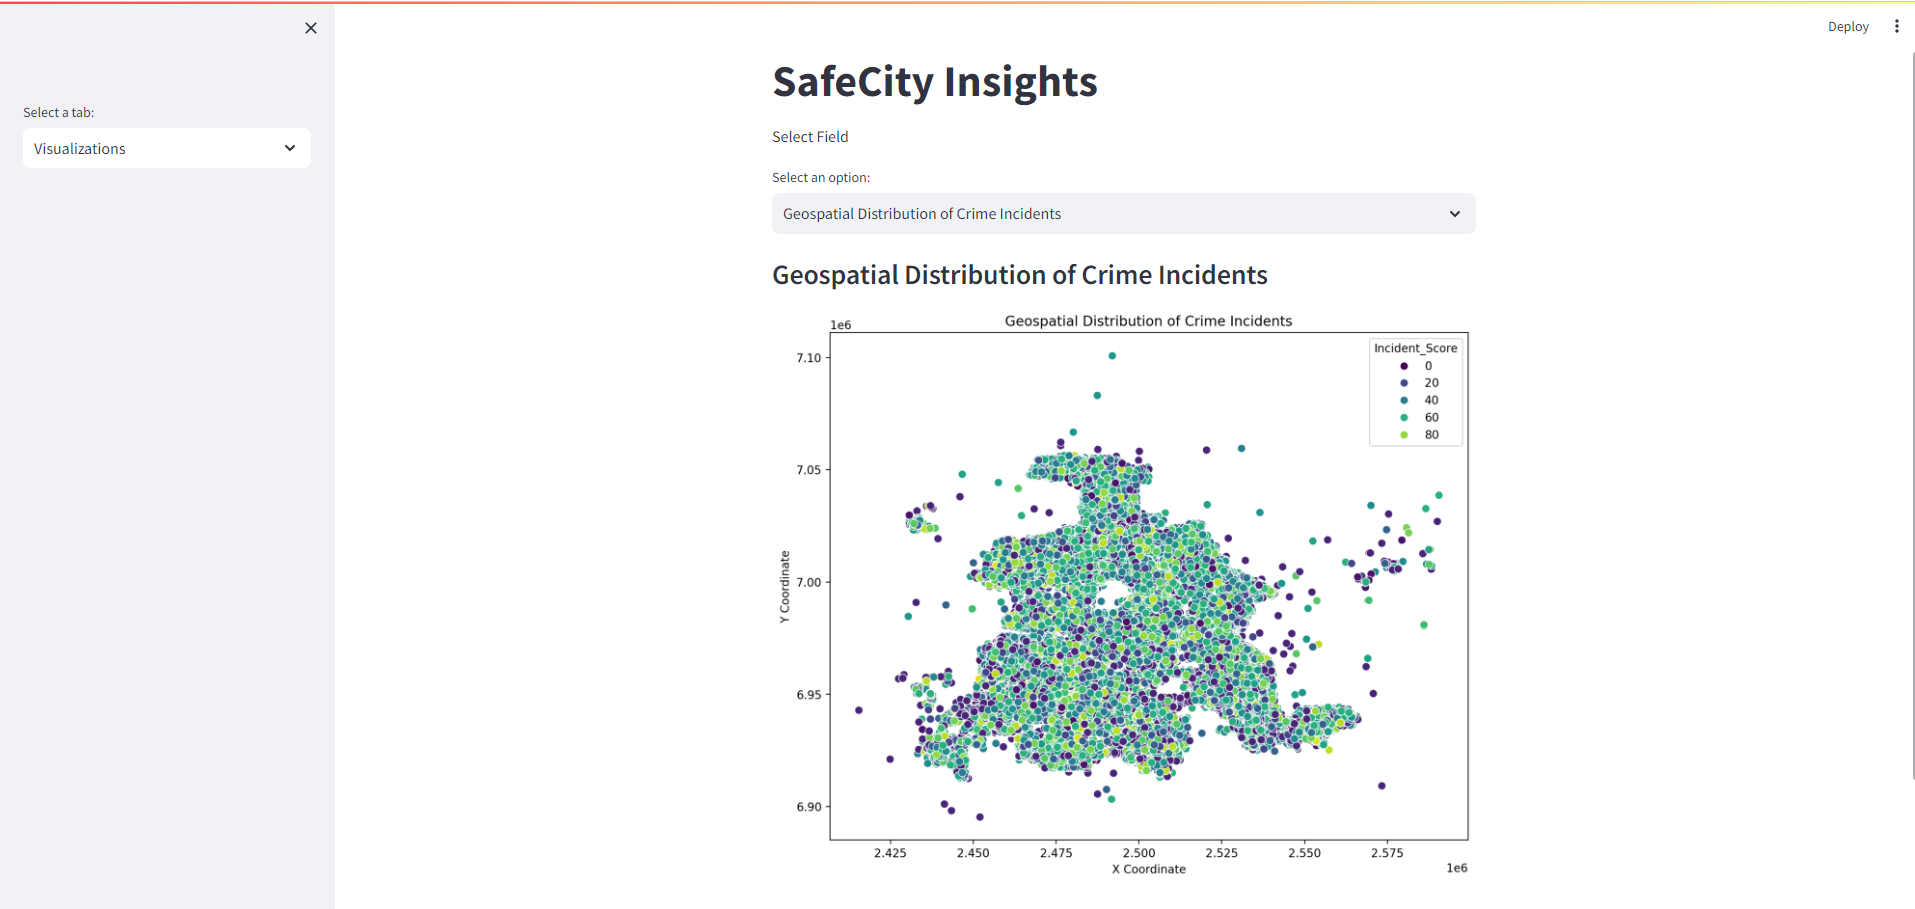 Deploy
Select a tab:
Visualizations
SafeCity Insights
Select Field
Select an option:
Geospatial Distribution of Crime Incidents
Geospatial Distribution of Crime Incidents
Geospatial Distribution of Crime Incidents
1e6
Incident_Score
0
20
40
60
80
7.10
7.05
7.00
6.95
6.90
Y Coordinate
2.425 2.450 2.475 2.500 2.525 2.550 2.575
X Coordinate
1e6